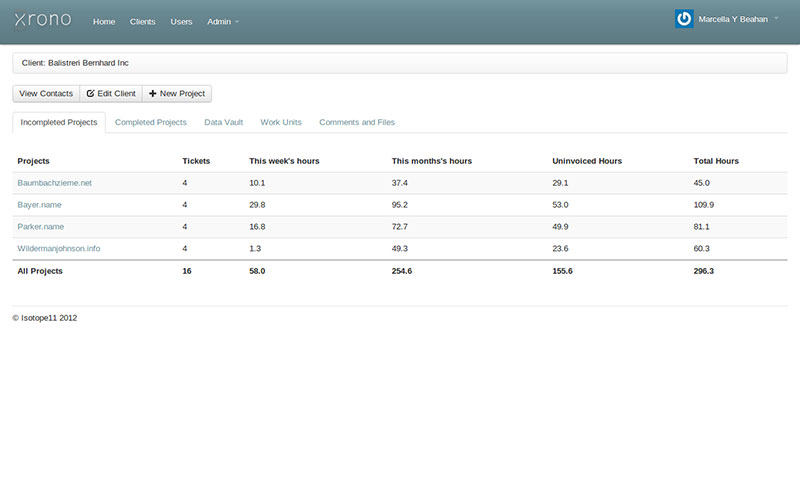 xrono Home Clients Users Admin Marcella Y Beahan
Client: Balistreri Bernhard Inc
View Contacts Edit Client New Project
Incompleted Projects Completed Projects Data Vault Work Units Comments and Files
Projects Tickets This week's hours This months's hours Uninvoiced Hours Total Hours
Baumbachzieme.net 4 10.1 37.4 29.1 45.0
Bayer.name 4 29.8 95.2 53.0 109.9
Parker.name 4 16.8 72.7 49.9 81.1
Wildermanjohnson.info 4 1.3 49.3 23.6 60.3
All Projects 16 58.0 254.6 155.6 296.3
© Isotope11 2012